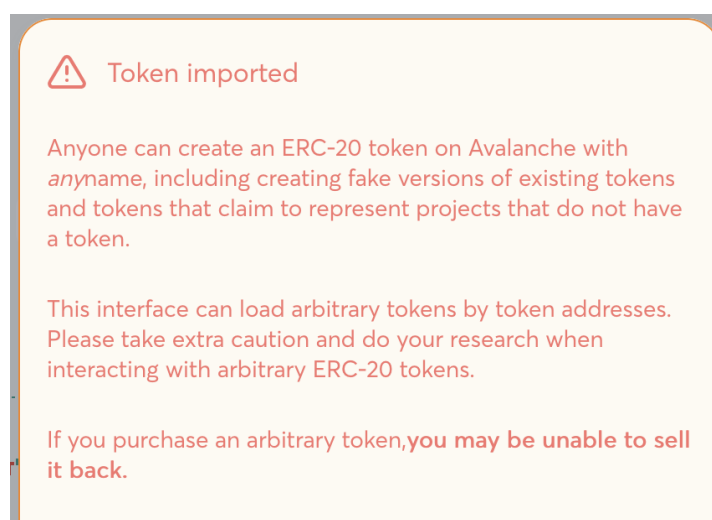 Token imported
Anyone can create an ERC-20 token on Avalanche with
anyname, including creating fake versions of existing tokens
and tokens that claim to represent projects that do not have
a token.
This interface can load arbitrary tokens by token addresses.
Please take extra caution and do your research when
interacting with arbitrary ERC-20 tokens.
If you purchase an arbitrary token,you may be unable to sell
it back.